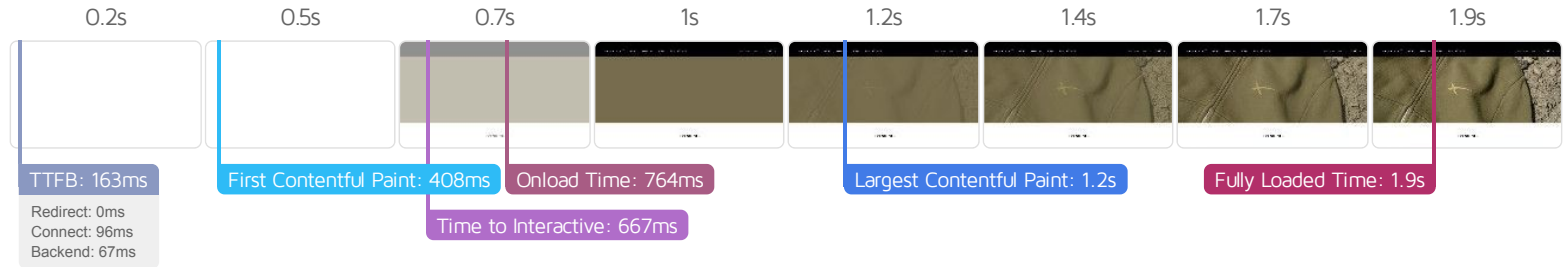 0.2s 0.5s 0.7s 1s 1.2s 1.4s 1.7s 1.9s
TTFB: 163ms
First Contentful Paint: 408ms
Onload Time: 764ms
Largest Contentful Paint: 1.2s
Fully Loaded Time: 1.9s
Redirect: 0ms
Connect: 96ms
Backend: 67ms
Time to Interactive: 667ms